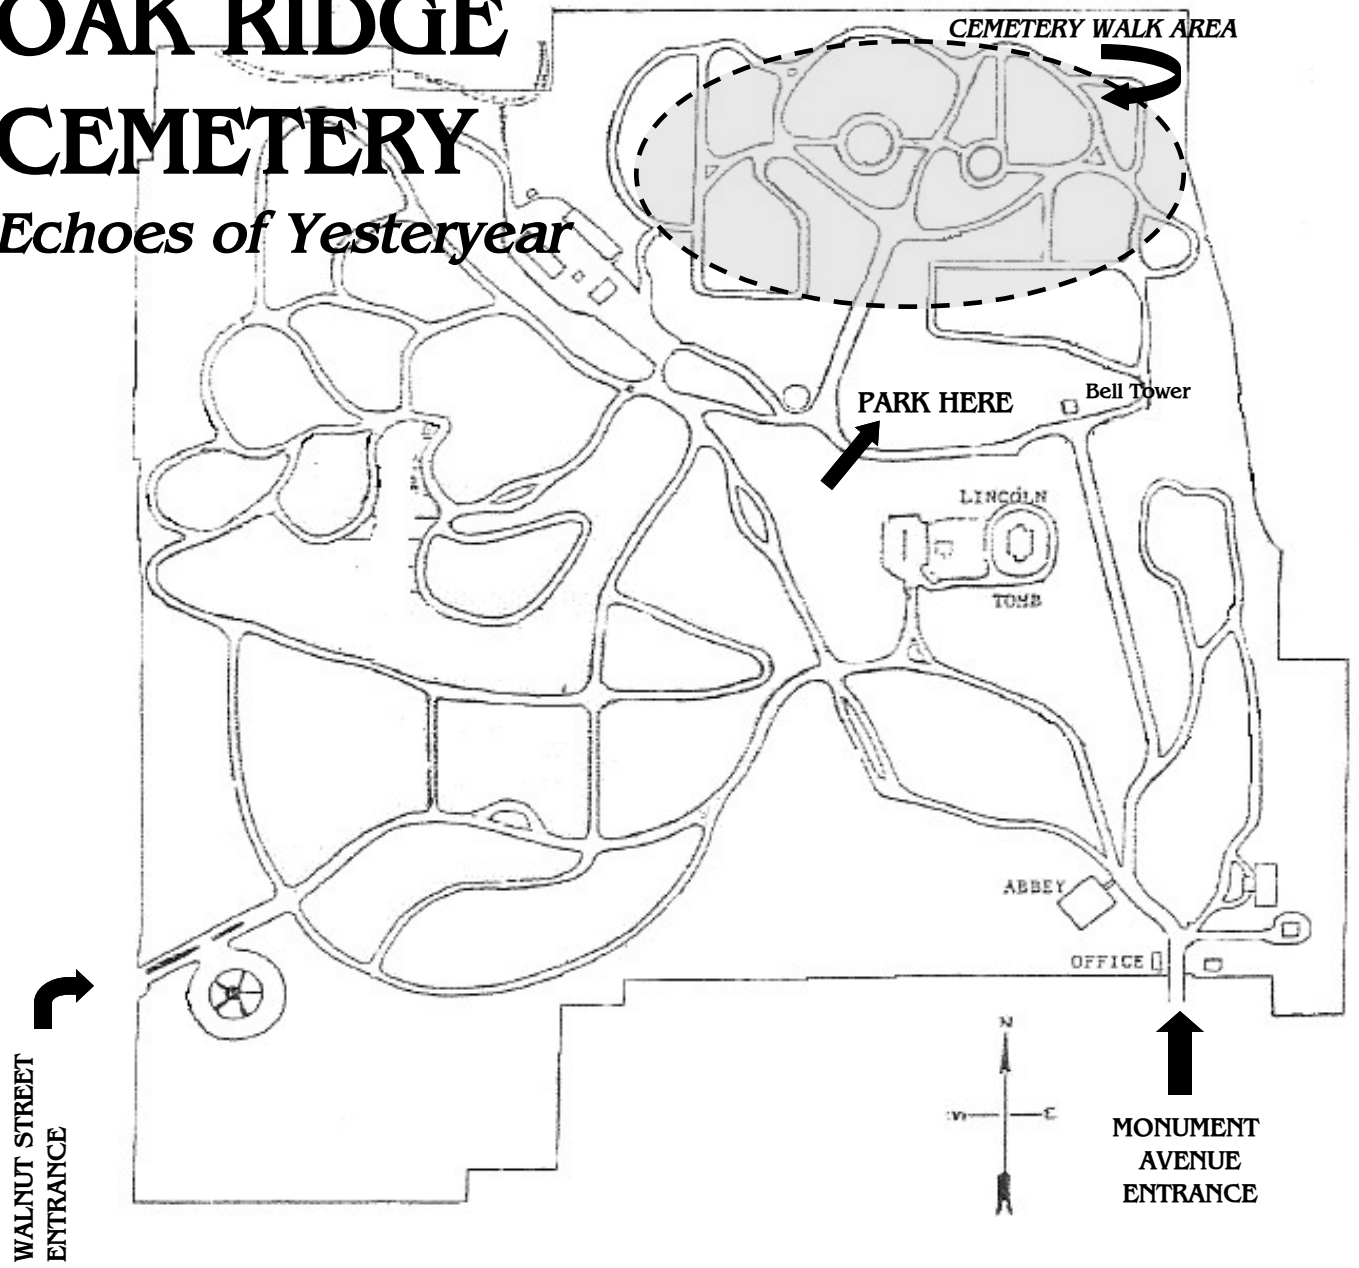 OAK RIDGE
CEMETERY
Echoes of Yesteryear
CEMETERY WALK AREA
PARK HERE
Bell Tower
LINCOLN
TOMB
ABBEY
OFFICE
N
W
E
WALNUT STREET
ENTRANCE
MONUMENT
AVENUE
ENTRANCE